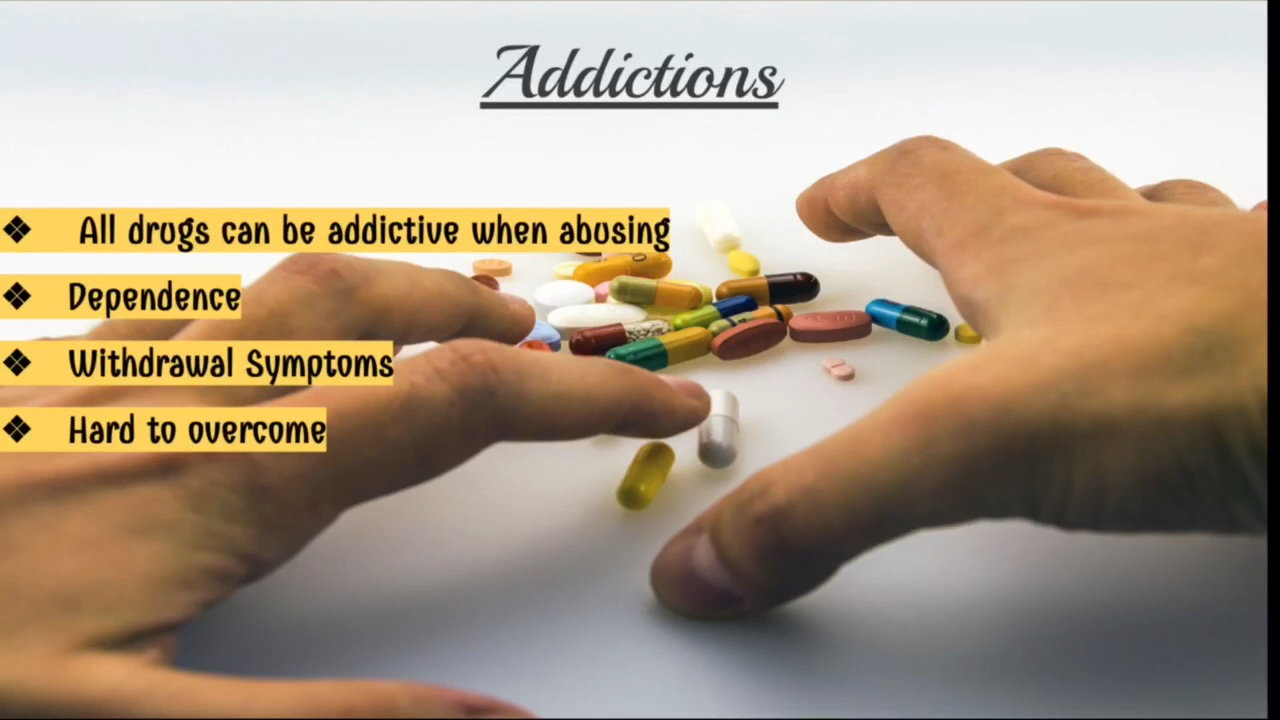 Addictions
❖ All drugs can be addictive when abusing
❖ Dependence
❖ Withdrawal Symptoms
❖ Hard to overcome